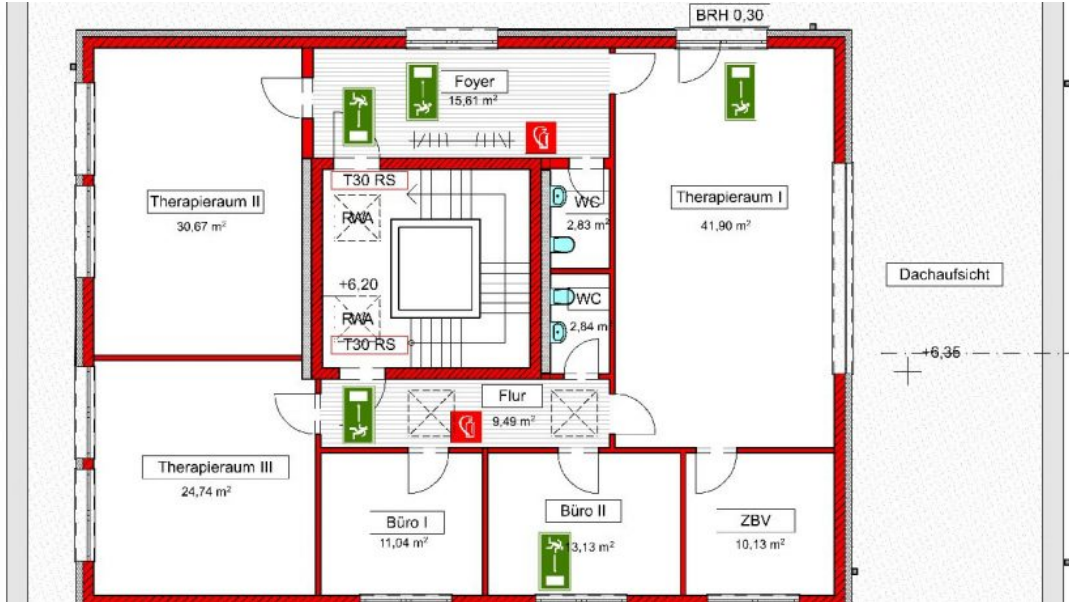 BRH 0,30
Foyer
15,61 m²
T30 RS
Therapieraum II
30,67 m²
RWA
WC
2,83 m²
Therapieraum I
41,90 m²
+6,20
Dachaufsicht
RWA
WC
2,84 m
T30 RS
+6,35
Flur
9,49 m²
Therapieraum III
24,74 m²
Büro I
11,04 m²
Büro II
13,13 m²
ZBV
10,13 m²